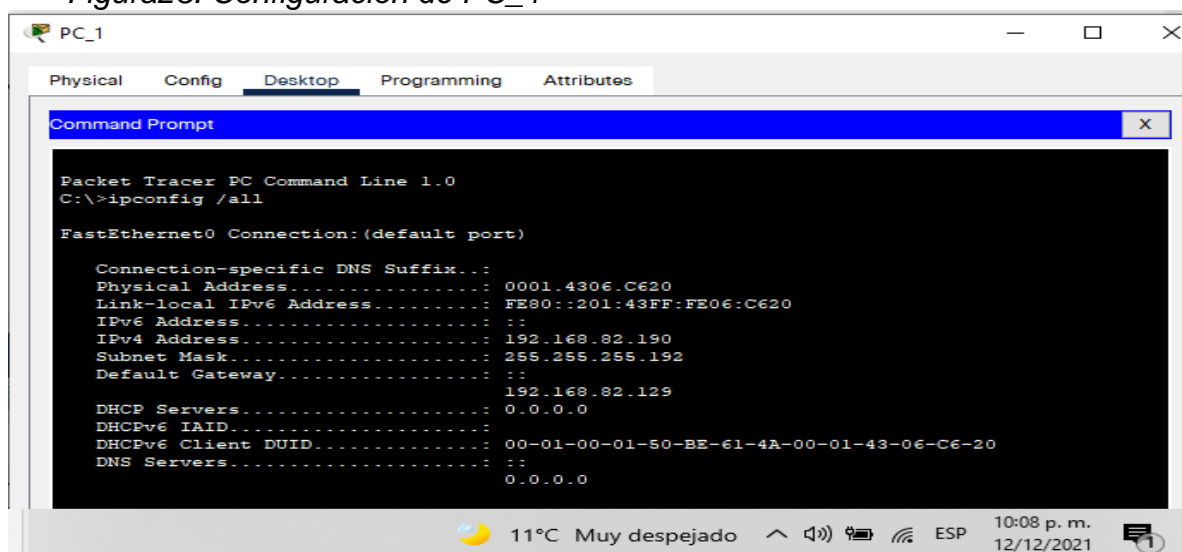 PC_1
Physical Config Desktop Programming Attributes
Command Prompt
X
Packet Tracer PC Command Line 1.0
C:\>ipconfig /all
FastEthernet0 Connection:(default port)
Connection-specific DNS Suffix..:
Physical Address................: 0001.4306.C620
Link-local IPv6 Address.........: FE80::201:43FF:FE06:C620
IPv6 Address....................: ::
IPv4 Address....................: 192.168.82.190
Subnet Mask.....................: 255.255.255.192
Default Gateway.................: ::
192.168.82.129
DHCP Servers....................: 0.0.0.0
DHCPv6 IAID.....................:
DHCPv6 Client DUID..............: 00-01-00-01-50-BE-61-4A-00-01-43-06-C6-20
DNS Servers.....................: ::
0.0.0.0
11°C Muy despejado ESP 10:08 p. m.
12/12/2021
1